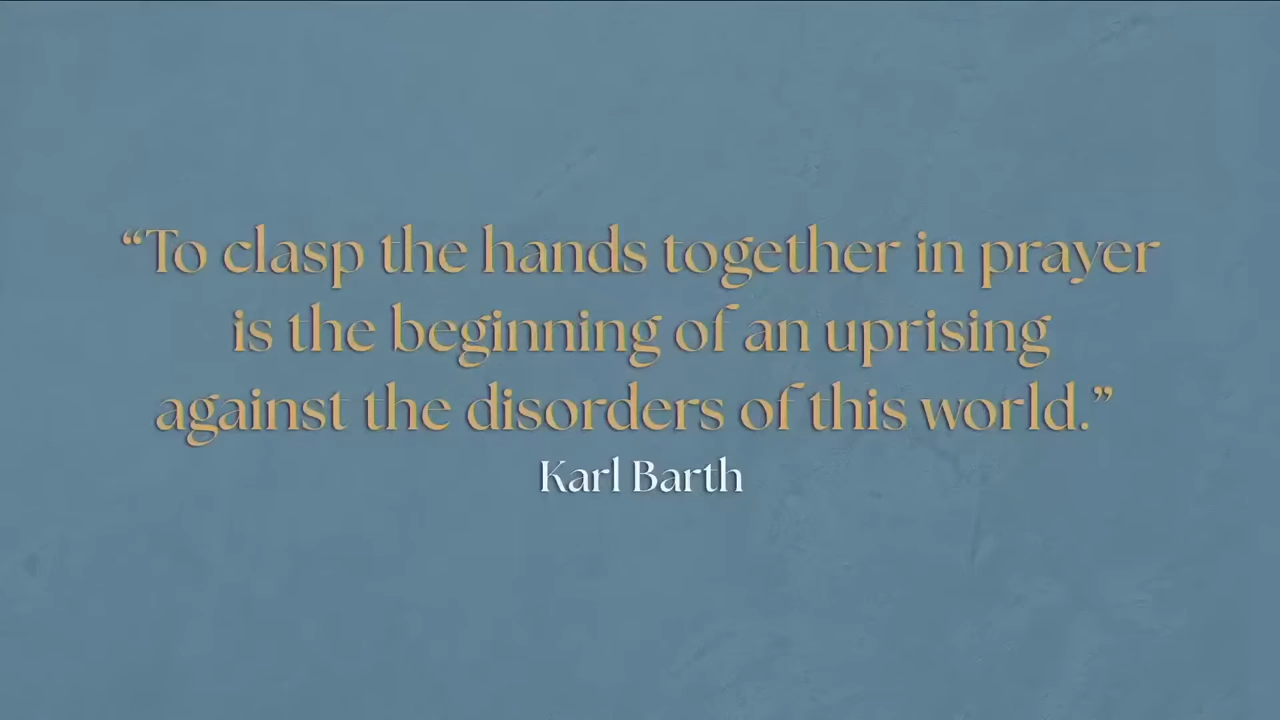 “To clasp the hands together in prayer
is the beginning of an uprising
against the disorders of this world.”
Karl Barth